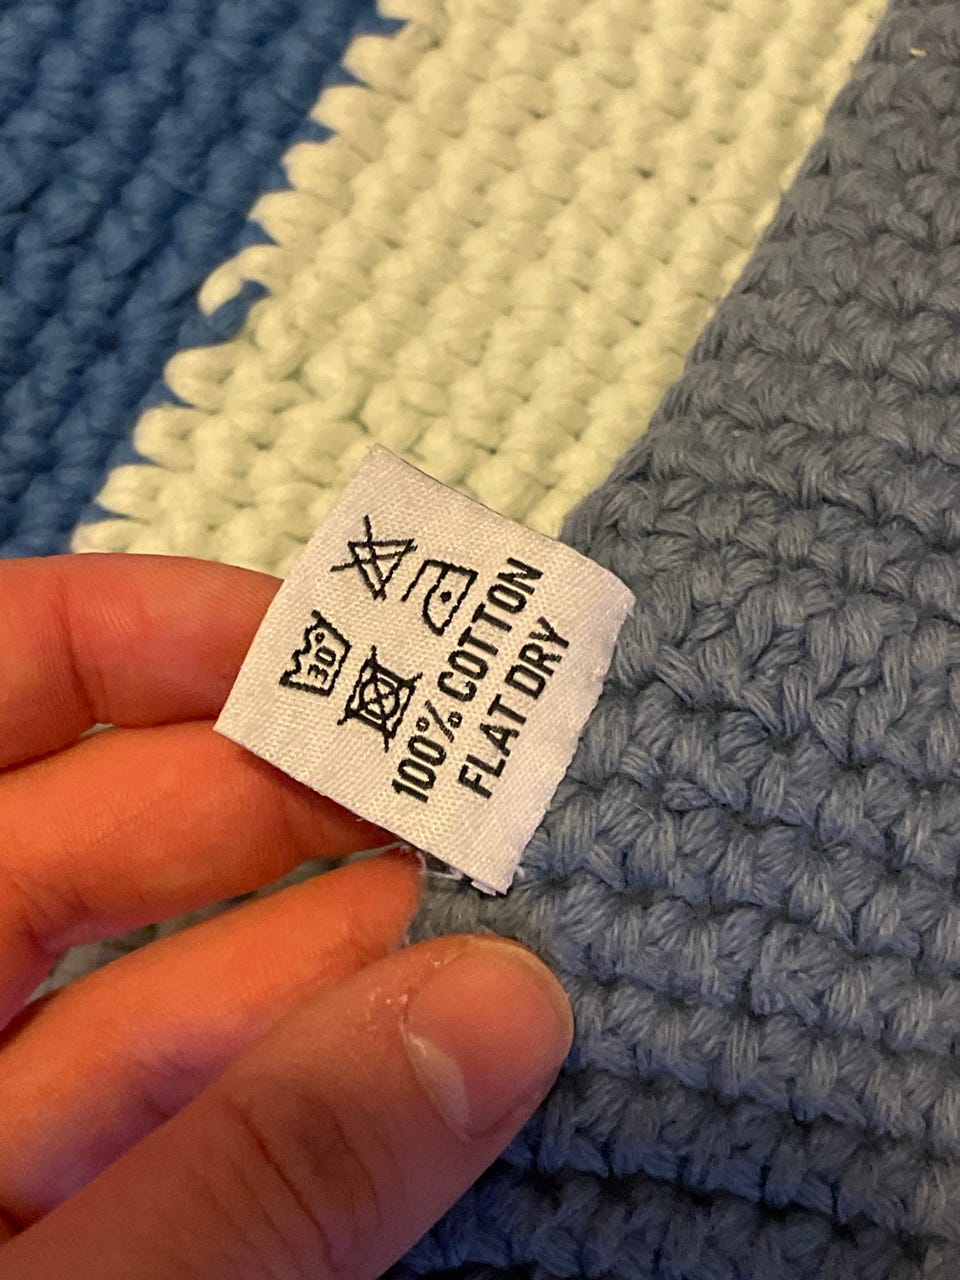 30°
100% COTTON
FLAT DRY